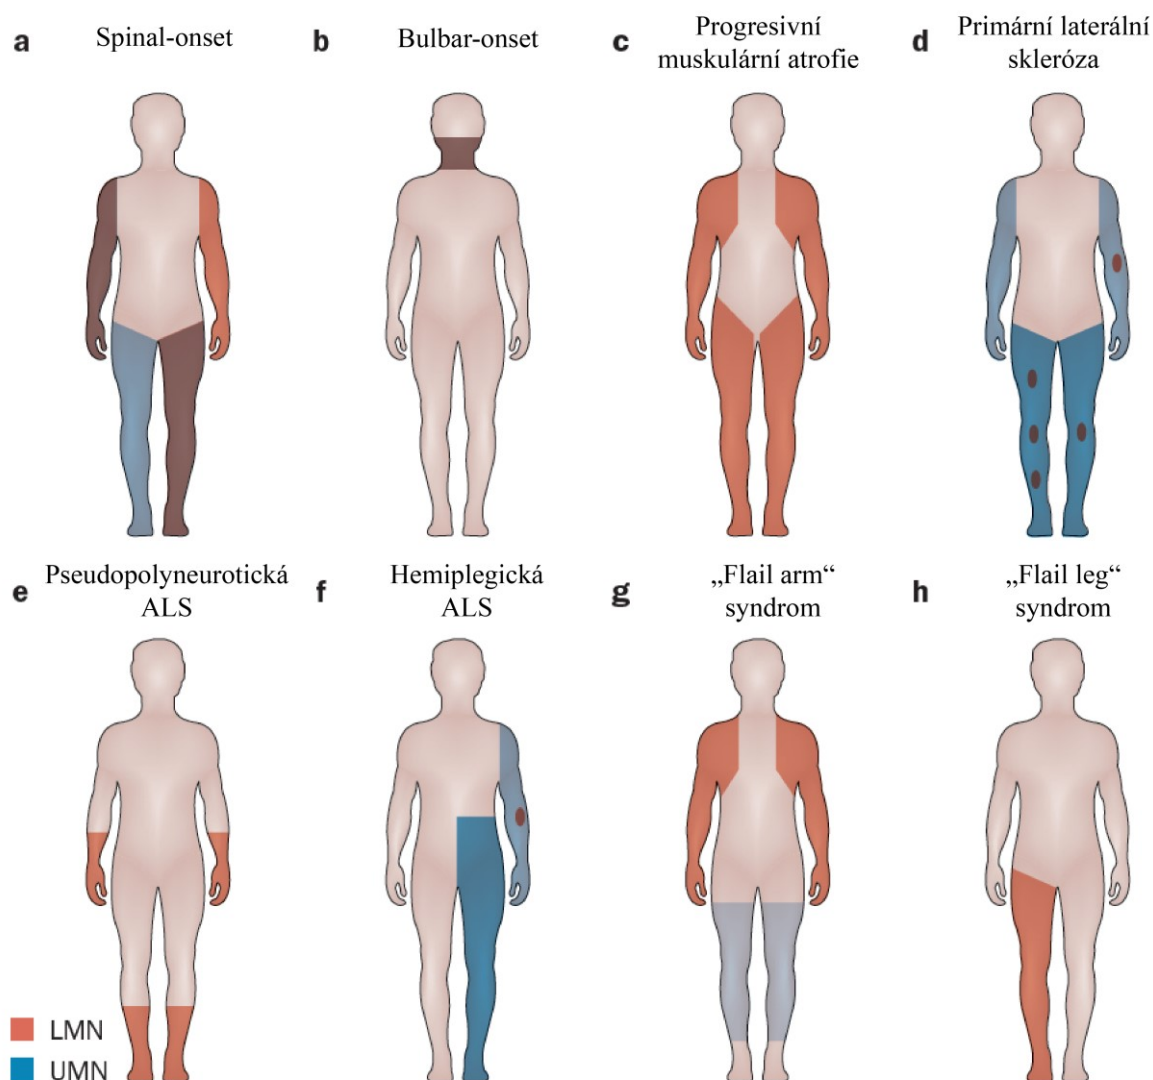 a Spinal-onset
b Bulbar-onset
c Progresivní
muskulární atrofie
d Primární laterální
skleróza
e Pseudopolyneurotická
ALS
f Hemiplegická
ALS
g „Flail arm“
syndrom
h „Flail leg“
syndrom
LMN
UMN